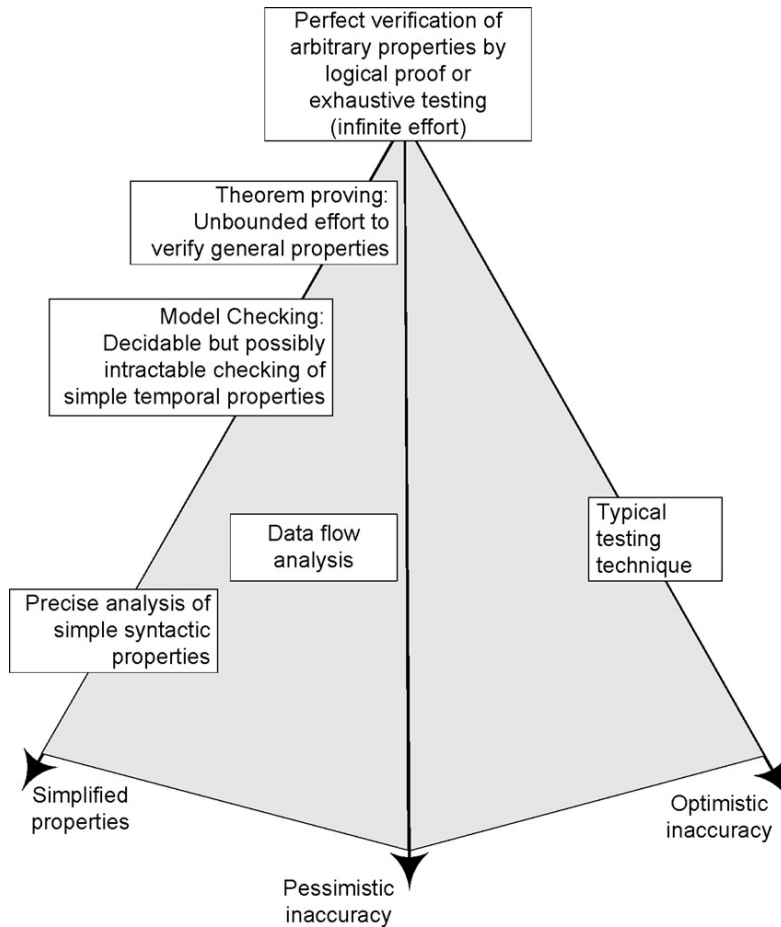 Perfect verification of
arbitrary properties by
logical proof or
exhaustive testing
(infinite effort)
Theorem proving:
Unbounded effort to
verify general properties
Model Checking:
Decidable but possibly
intractable checking of
simple temporal properties
Data flow
analysis
Typical
testing
technique
Precise analysis of
simple syntactic
properties
Simplified
properties
Optimistic
inaccuracy
Pessimistic
inaccuracy